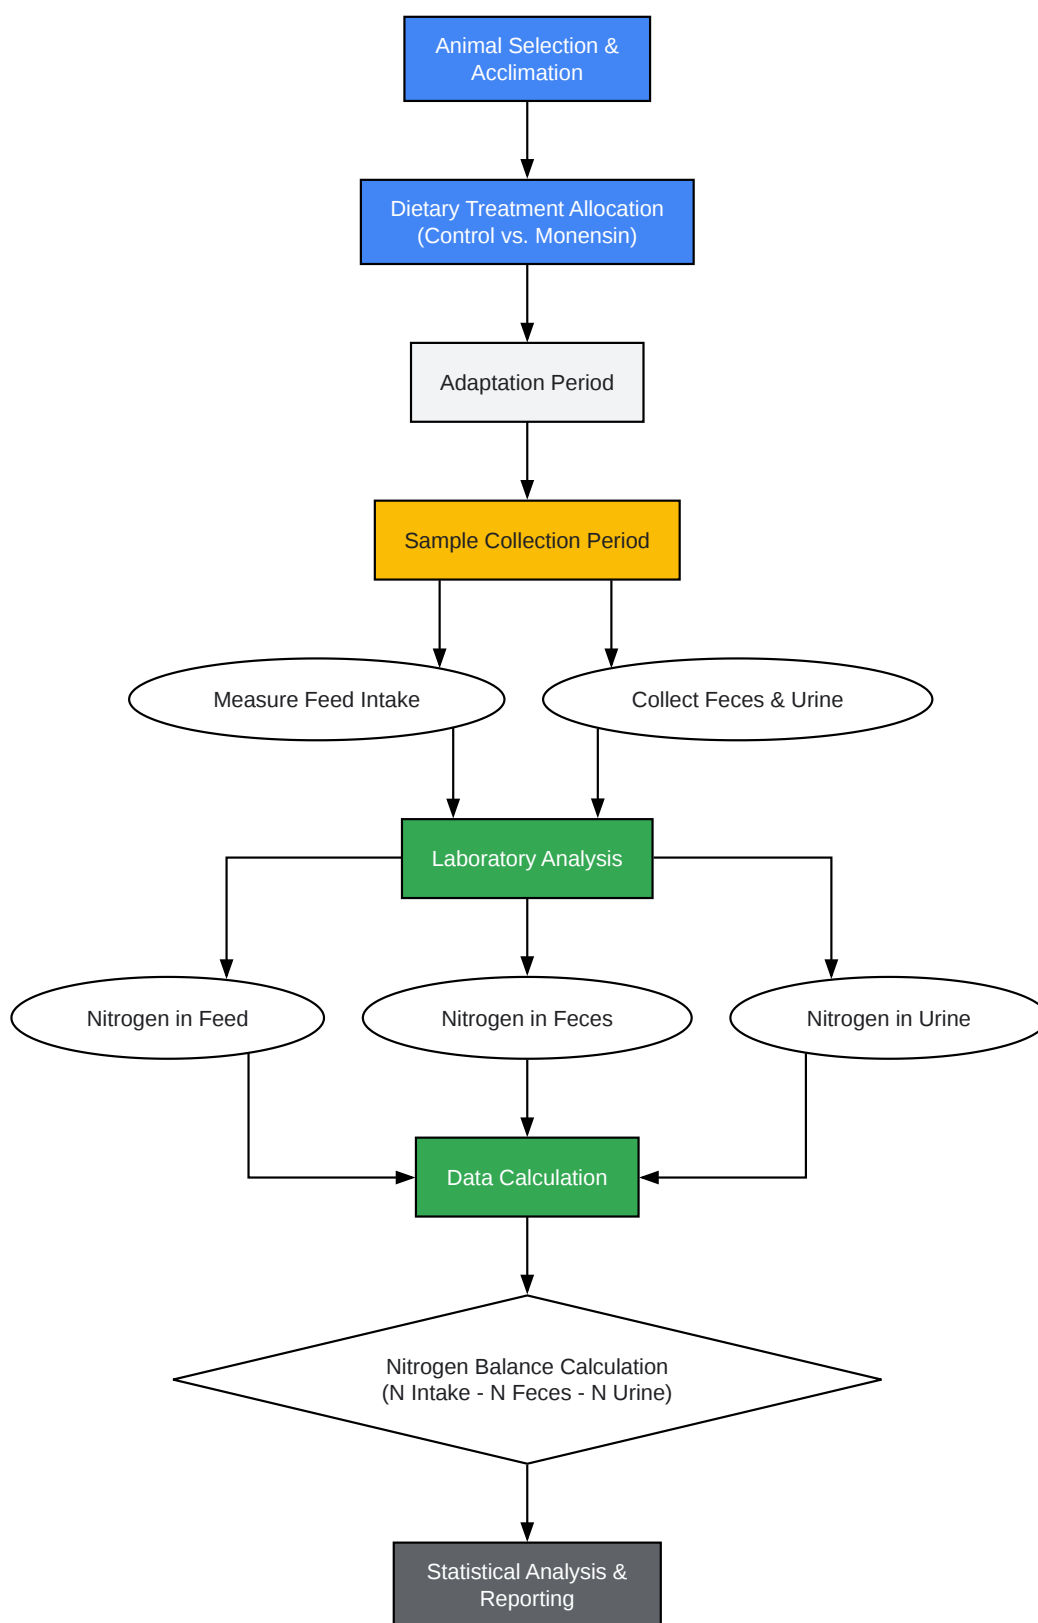 Animal Selection &
Acclimation
Dietary Treatment Allocation
(Control vs. Monensin)
Adaptation Period
Sample Collection Period
Measure Feed Intake
Collect Feces & Urine
Laboratory Analysis
Nitrogen in Feed
Nitrogen in Feces
Nitrogen in Urine
Data Calculation
Nitrogen Balance Calculation
(N Intake - N Feces - N Urine)
Statistical Analysis &
Reporting